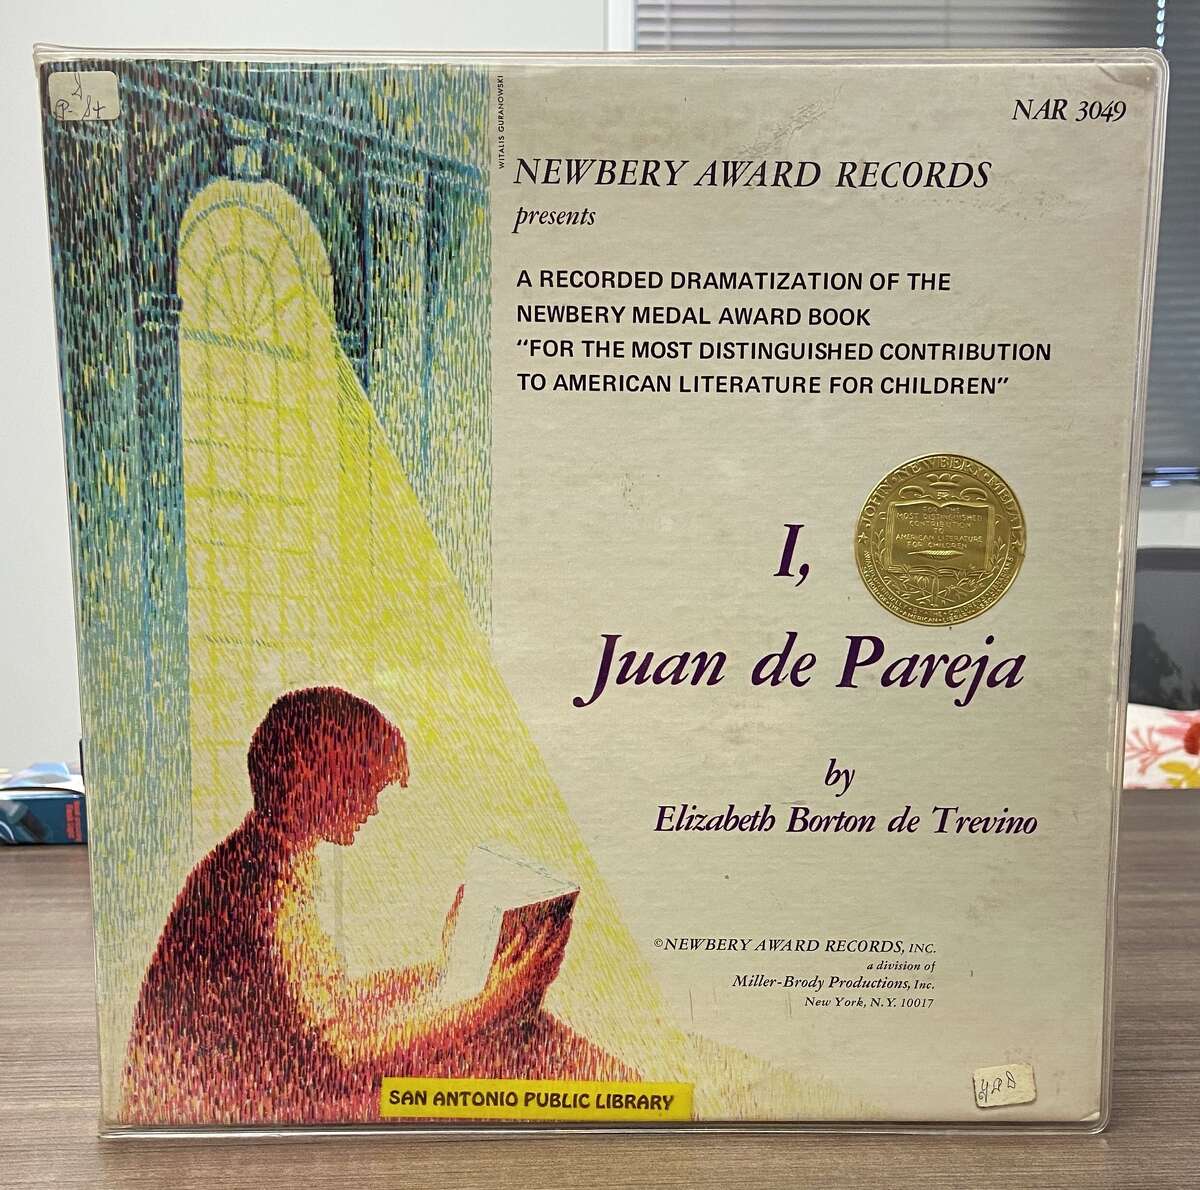 NAR 3049
WITALIS GURANOWSKI
NEWBERY AWARD RECORDS
presents
A RECORDED DRAMATIZATION OF THE
NEWBERY MEDAL AWARD BOOK
“FOR THE MOST DISTINGUISHED CONTRIBUTION
TO AMERICAN LITERATURE FOR CHILDREN”
JOHN NEWBERY MEDAL
FOR THE
MOST DISTINGUISHED
CONTRIBUTION
TO
AMERICAN LITERATURE
FOR CHILDREN
I,
Juan de Pareja
by
Elizabeth Borton de Trevino
©NEWBERY AWARD RECORDS, INC.
a division of
Miller-Brody Productions, Inc.
New York, N.Y. 10017
SAN ANTONIO PUBLIC LIBRARY